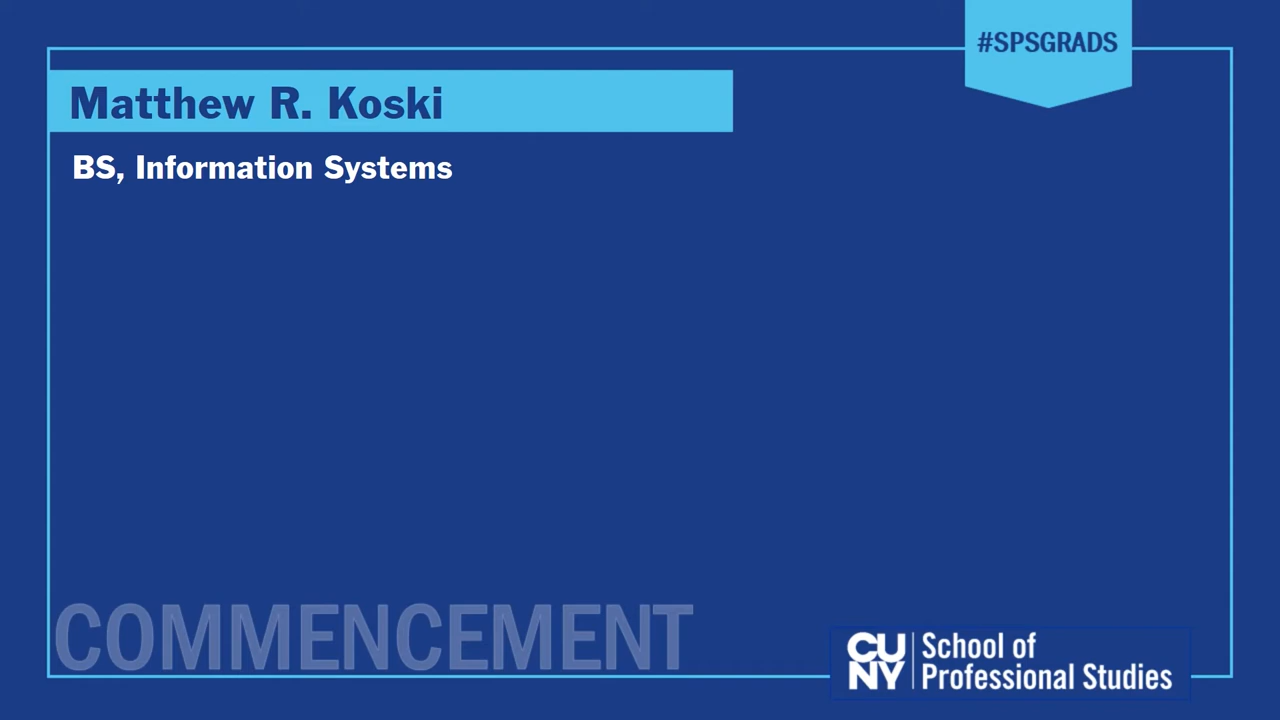 #SPSGRADS
Matthew R. Koski
BS, Information Systems
COMMENCEMENT
CU
NY
School of
Professional Studies